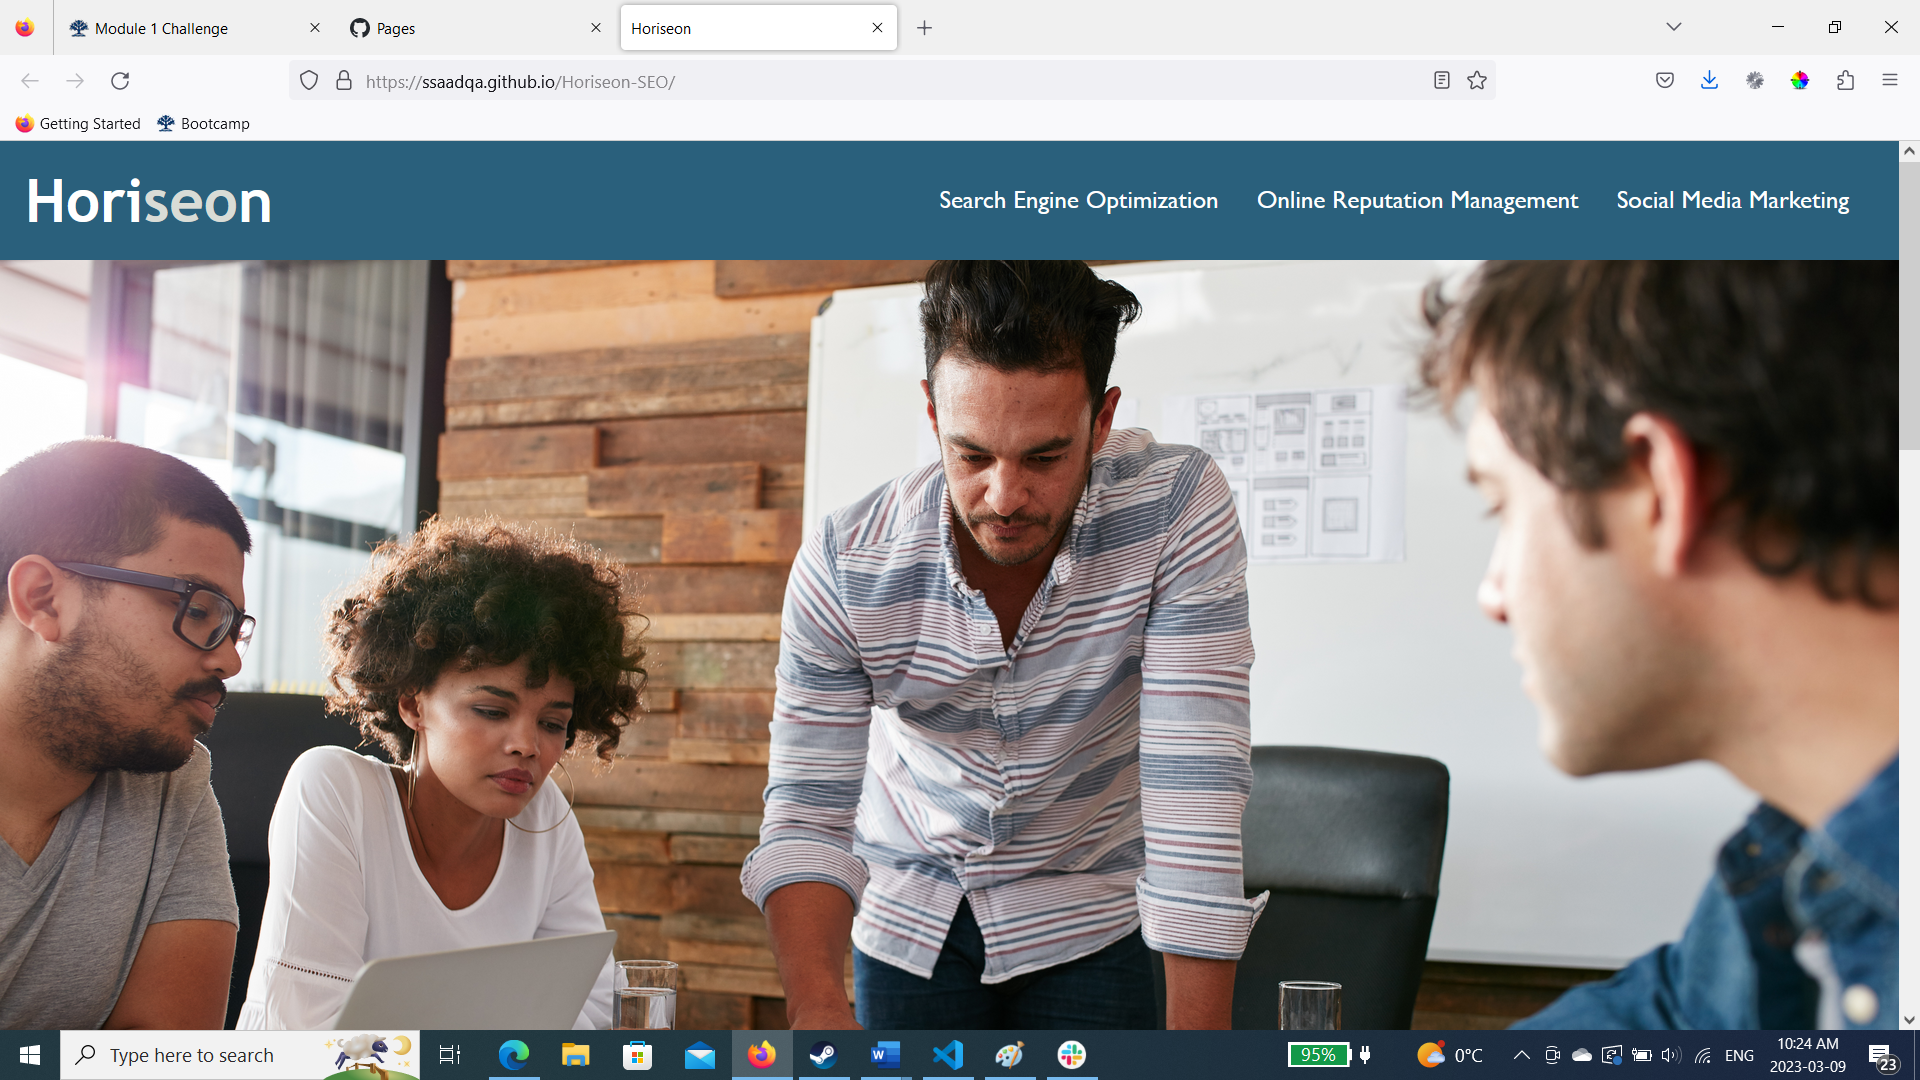 Module 1 Challenge
Pages
Horiseon
https://ssaadqa.github.io/Horiseon-SEO/
Getting Started
Bootcamp
Horiseon
Search Engine Optimization
Online Reputation Management
Social Media Marketing
Type here to search
95%
0°C
ENG
10:24 AM
2023-03-09
23